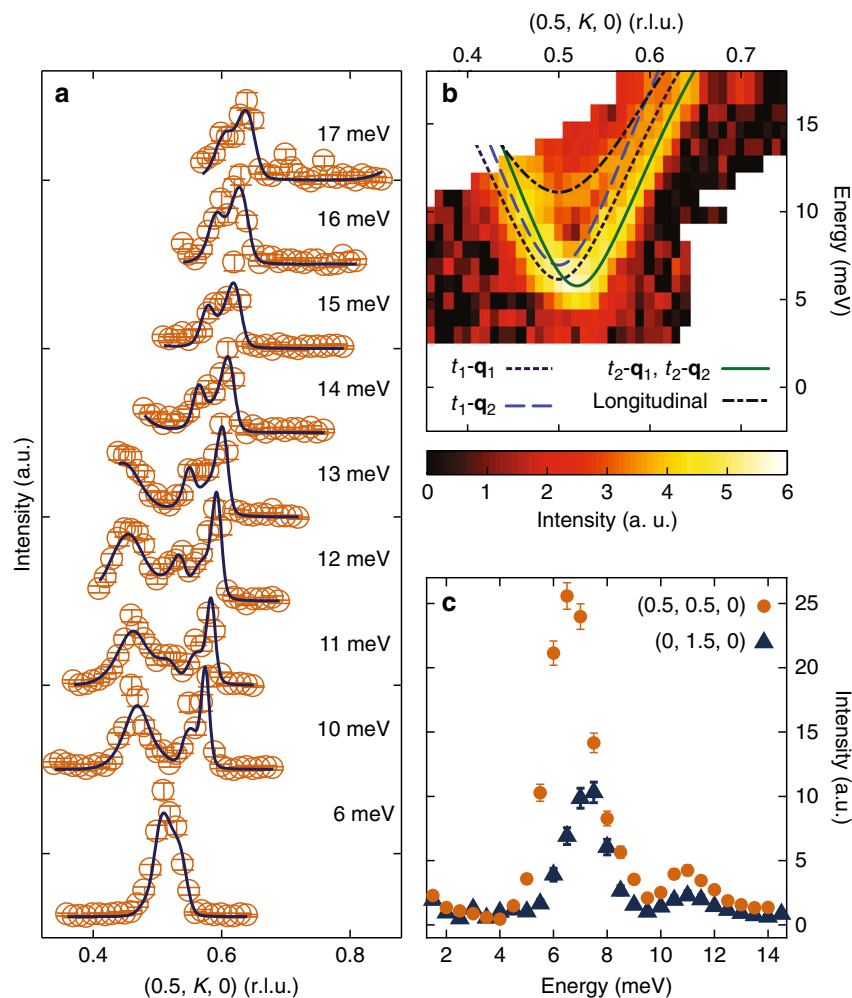 a
17 meV
16 meV
15 meV
14 meV
13 meV
12 meV
11 meV
10 meV
6 meV
Intensity (a.u.)
0.4 0.6 0.8
(0.5, K, 0) (r.l.u.)
(0.5, K, 0) (r.l.u.)
0.4 0.5 0.6 0.7
b
15
10
5
0
Energy (meV)
t1-q1
t1-q2
t2-q1, t2-q2
Longitudinal
0 1 2 3 4 5 6
Intensity (a. u.)
c
(0.5, 0.5, 0)
(0, 1.5, 0)
25
20
15
10
5
0
Intensity (a.u.)
2 4 6 8 10 12 14
Energy (meV)